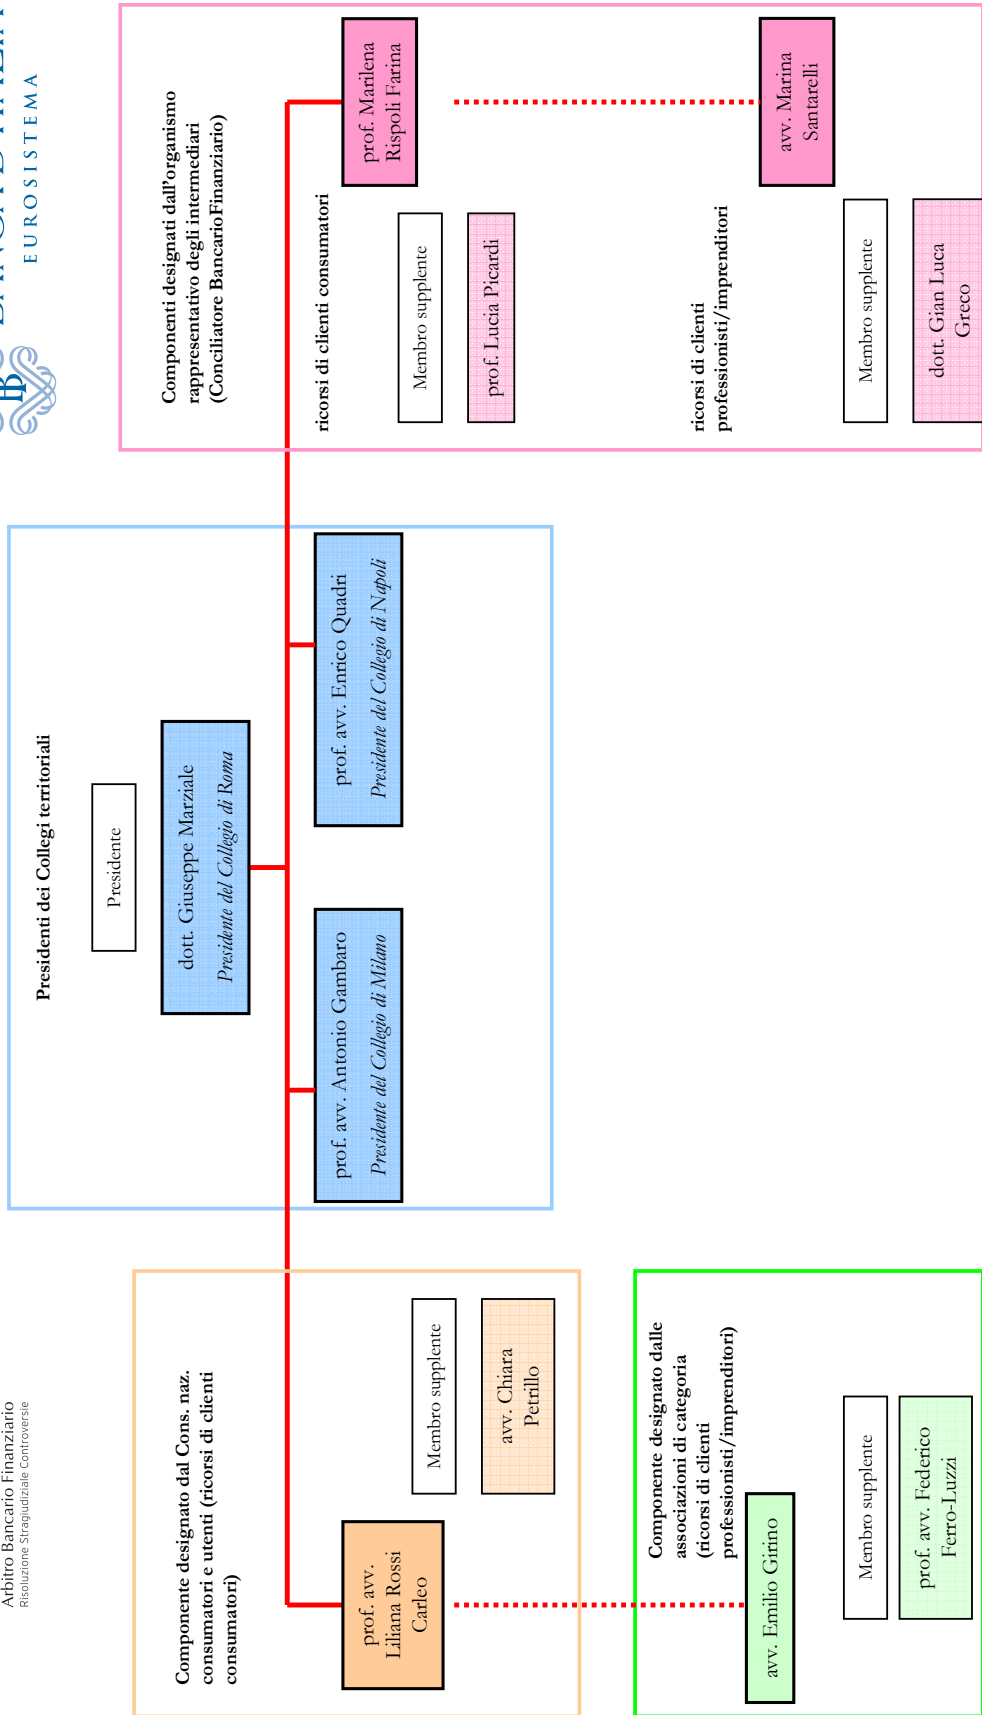 Arbitro Bancario Finanziario
Risoluzione Stragiudiziale Controversie
EUROSISTEMA
Presidenti dei Collegi territoriali
Presidente
dott. Giuseppe Marziale
Presidente del Collegio di Roma
prof. avv. Antonio Gambaro
Presidente del Collegio di Milano
prof. avv. Enrico Quadri
Presidente del Collegio di Napoli
Componente designato dal Cons. naz.
consumatori e utenti (ricorsi di clienti
consumatori)
prof. avv.
Liliana Rossi
Carleo
Membro supplente
avv. Chiara
Petrillo
Componente designato dalle
associazioni di categoria
(ricorsi di clienti
professionisti/imprenditori)
avv. Emilio Girino
Membro supplente
prof. avv. Federico
Ferro-Luzzi
Componenti designati dall'organismo
rappresentativo degli intermediari
(Conciliatore BancarioFinanziario)
ricorsi di clienti consumatori
prof. Marilena
Rispoli Farina
Membro supplente
prof. Lucia Picardi
ricorsi di clienti
professionisti/imprenditori
avv. Marina
Santarelli
Membro supplente
dott. Gian Luca
Greco